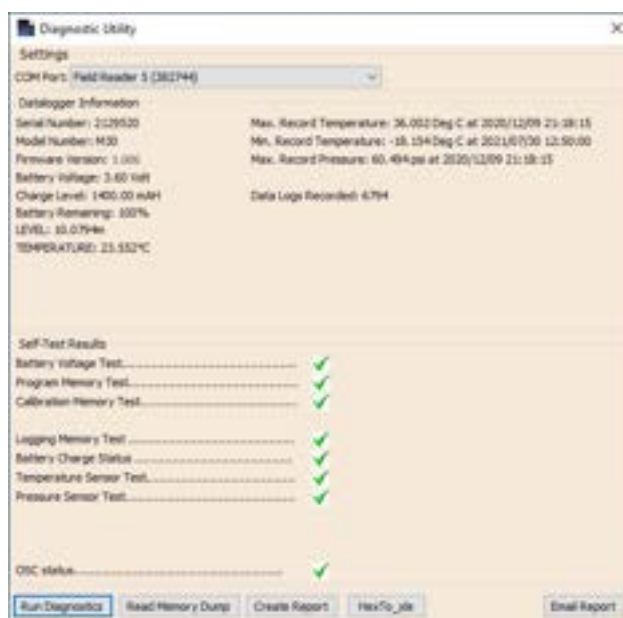 Diagnostic Utility
Settings
COM Port: Field Reader 5 (382744)
Datalogger Information
Serial Number: 2129520
Model Number: M30
Firmware Version: 1.000
Battery Voltage: 3.60 Volt
Charge Level: 1400.00 mAH
Battery Remaining: 100%
LEVEL: 10.0794m
TEMPERATURE: 23.552°C
Max. Record Temperature: 36.002 Deg C at 2020/12/09 21:18:15
Min. Record Temperature: -18.154 Deg C at 2021/07/30 12:50:00
Max. Record Pressure: 60.494 psi at 2020/12/09 21:18:15
Data Logs Recorded: 6794
Self-Test Results
Battery Voltage Test
Program Memory Test
Calibration Memory Test
Logging Memory Test
Battery Charge Status
Temperature Sensor Test
Pressure Sensor Test
OSC status
Run Diagnostics Read Memory Dump Create Report HexTo_xle Email Report